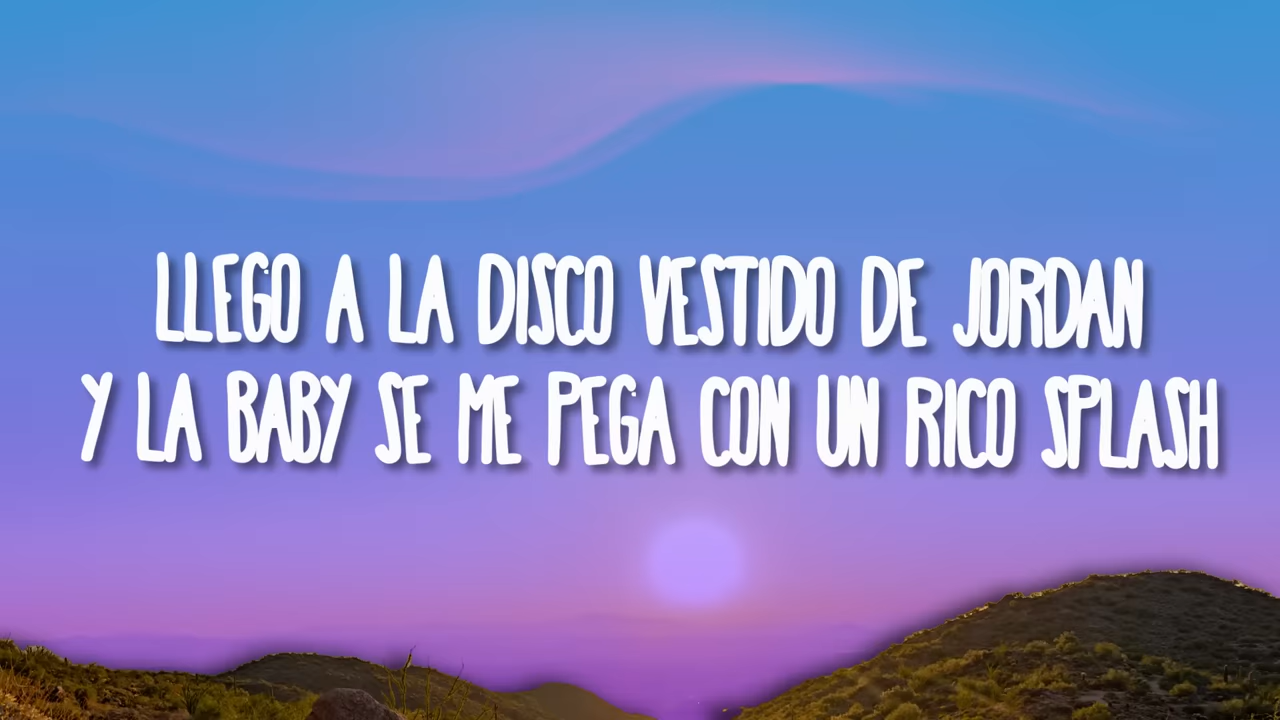 LLEGO A LA DISCO VESTIDO DE JORDAN
Y LA BABY SE ME PEGA CON UN RICO SPLASH